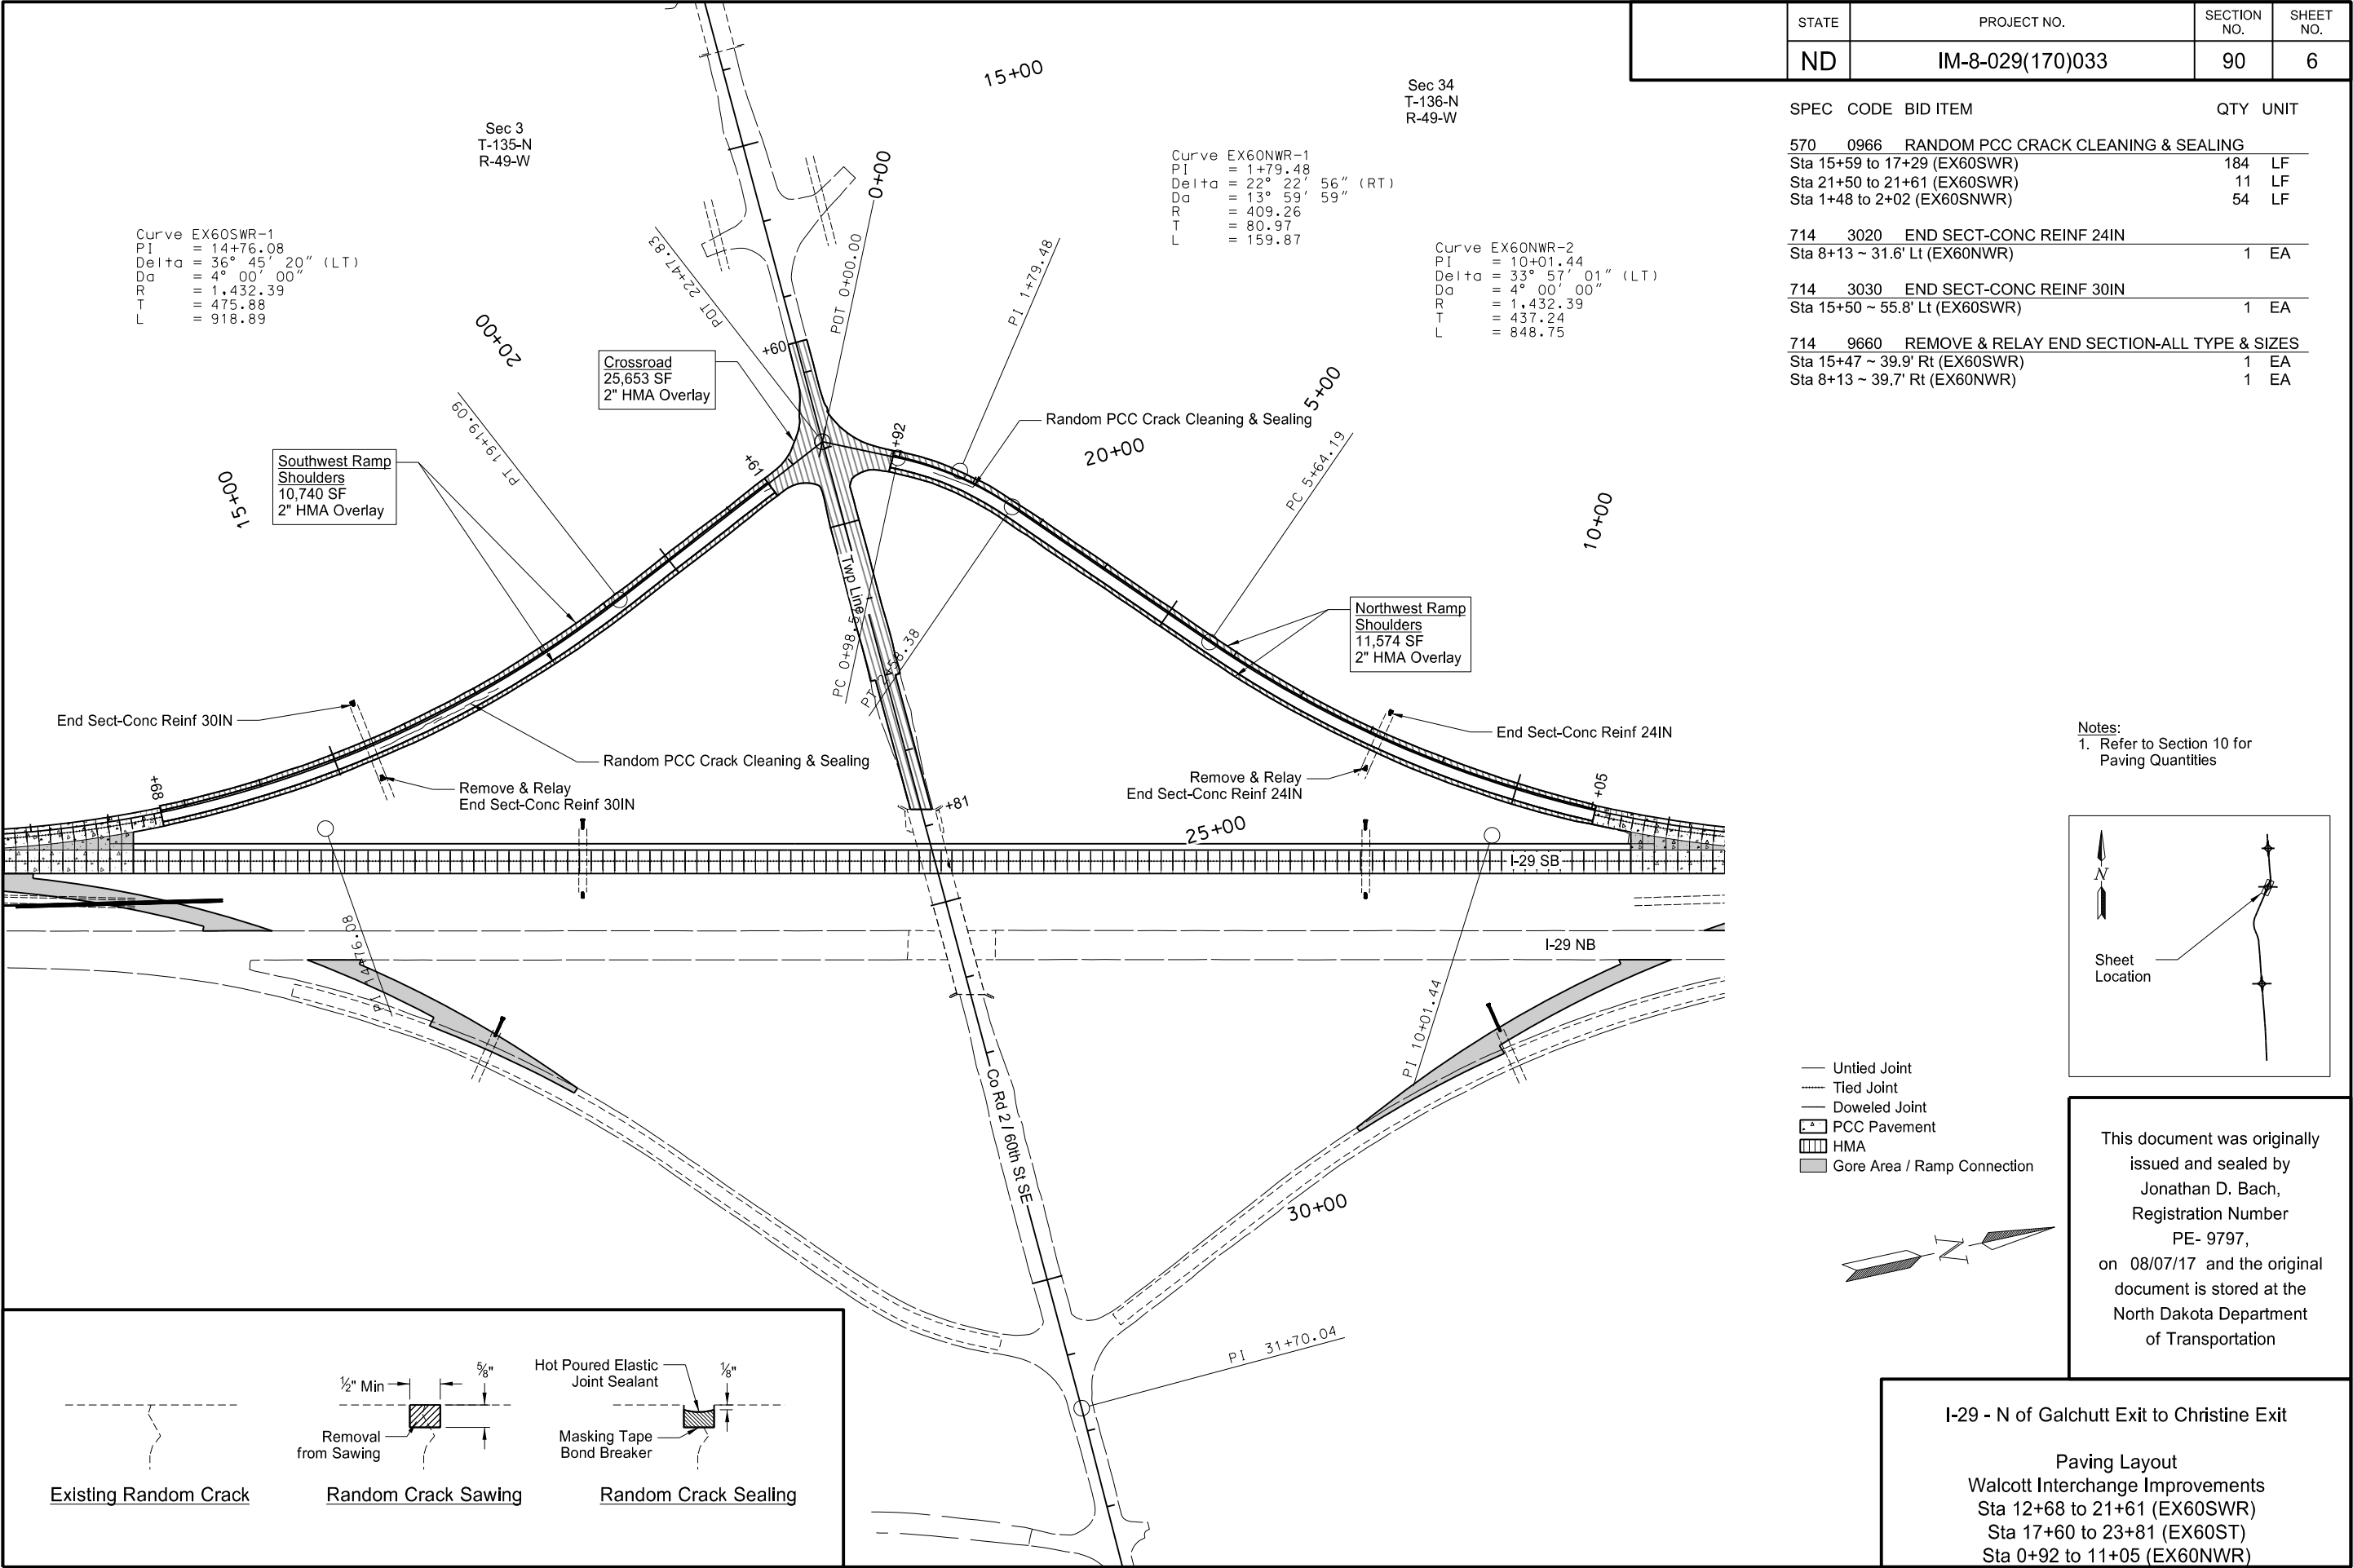 STATE
PROJECT NO.
SECTION
NO.
SHEET
NO.
ND
IM-8-029(170)033
90
6
SPEC CODE BID ITEM QTY UNIT
570 0966 RANDOM PCC CRACK CLEANING & SEALING
Sta 15+59 to 17+29 (EX60SWR) 184 LF
Sta 21+50 to 21+61 (EX60SWR) 11 LF
Sta 1+48 to 2+02 (EX60SNWR) 54 LF
714 3020 END SECT-CONC REINF 24IN
Sta 8+13 ~ 31.6' Lt (EX60NWR) 1 EA
714 3030 END SECT-CONC REINF 30IN
Sta 15+50 ~ 55.8' Lt (EX60SWR) 1 EA
714 9660 REMOVE & RELAY END SECTION-ALL TYPE & SIZES
Sta 15+47 ~ 39.9' Rt (EX60SWR) 1 EA
Sta 8+13 ~ 39.7' Rt (EX60NWR) 1 EA
Sec 3
T-135-N
R-49-W
15+00
Sec 34
T-136-N
R-49-W
Curve EX60SWR-1
PI = 14+76.08
Delta = 36° 45' 20" (LT)
Da = 4° 00' 00"
R = 1,432.39
T = 475.88
L = 918.89
Curve EX60NWR-1
PI = 1+79.48
Delta = 22° 22' 56" (RT)
Da = 13° 59' 59"
R = 409.26
T = 80.97
L = 159.87
Curve EX60NWR-2
PI = 10+01.44
Delta = 33° 57' 01" (LT)
Da = 4° 00' 00"
R = 1,432.39
T = 437.24
L = 848.75
0+00
POT 22+47.83
POT 0+00.00
PI 1+79.48
20+00
+60
Crossroad
25,653 SF
2" HMA Overlay
PT 19+19.09
5+00
Random PCC Crack Cleaning & Sealing
20+00
+92
+61
PC 5+64.19
Southwest Ramp
Shoulders
10,740 SF
2" HMA Overlay
15+00
10+00
Twp Line
PC 0+98.5
PT 58.38
Northwest Ramp
Shoulders
11,574 SF
2" HMA Overlay
End Sect-Conc Reinf 30IN
End Sect-Conc Reinf 24IN
Random PCC Crack Cleaning & Sealing
Remove & Relay
End Sect-Conc Reinf 30IN
Remove & Relay
End Sect-Conc Reinf 24IN
+68
+81
+05
25+00
I-29 SB
I-29 NB
PI 14+76.08
PI 10+01.44
Co Rd 2 / 60th St SE
30+00
PI 31+70.04
Notes:
1. Refer to Section 10 for
Paving Quantities
N
Sheet
Location
Untied Joint
Tied Joint
Doweled Joint
PCC Pavement
HMA
Gore Area / Ramp Connection
N
This document was originally
issued and sealed by
Jonathan D. Bach,
Registration Number
PE- 9797,
on 08/07/17 and the original
document is stored at the
North Dakota Department
of Transportation
½" Min
⅝"
Removal
from Sawing
Hot Poured Elastic
Joint Sealant
⅛"
Masking Tape
Bond Breaker
Existing Random Crack
Random Crack Sawing
Random Crack Sealing
I-29 - N of Galchutt Exit to Christine Exit
Paving Layout
Walcott Interchange Improvements
Sta 12+68 to 21+61 (EX60SWR)
Sta 17+60 to 23+81 (EX60ST)
Sta 0+92 to 11+05 (EX60NWR)